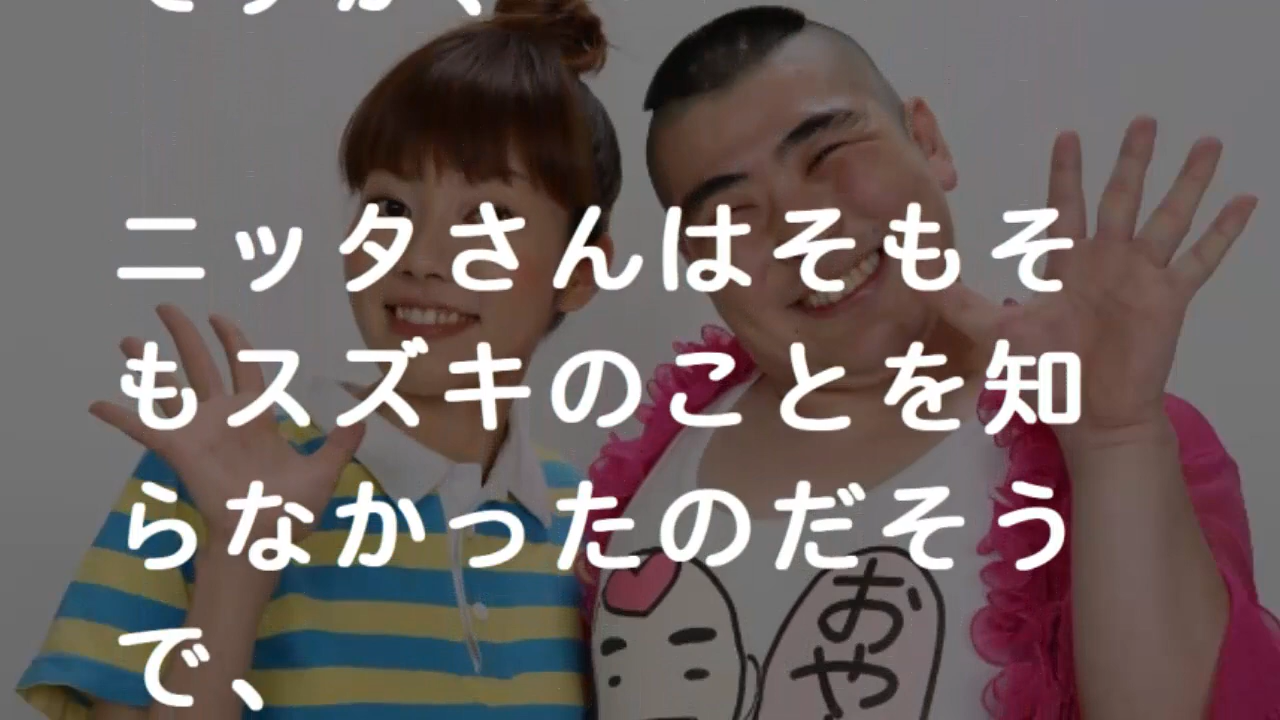 ニッタさんはそもそ
もスズキのことを知
らなかったのだそう
で、
おや